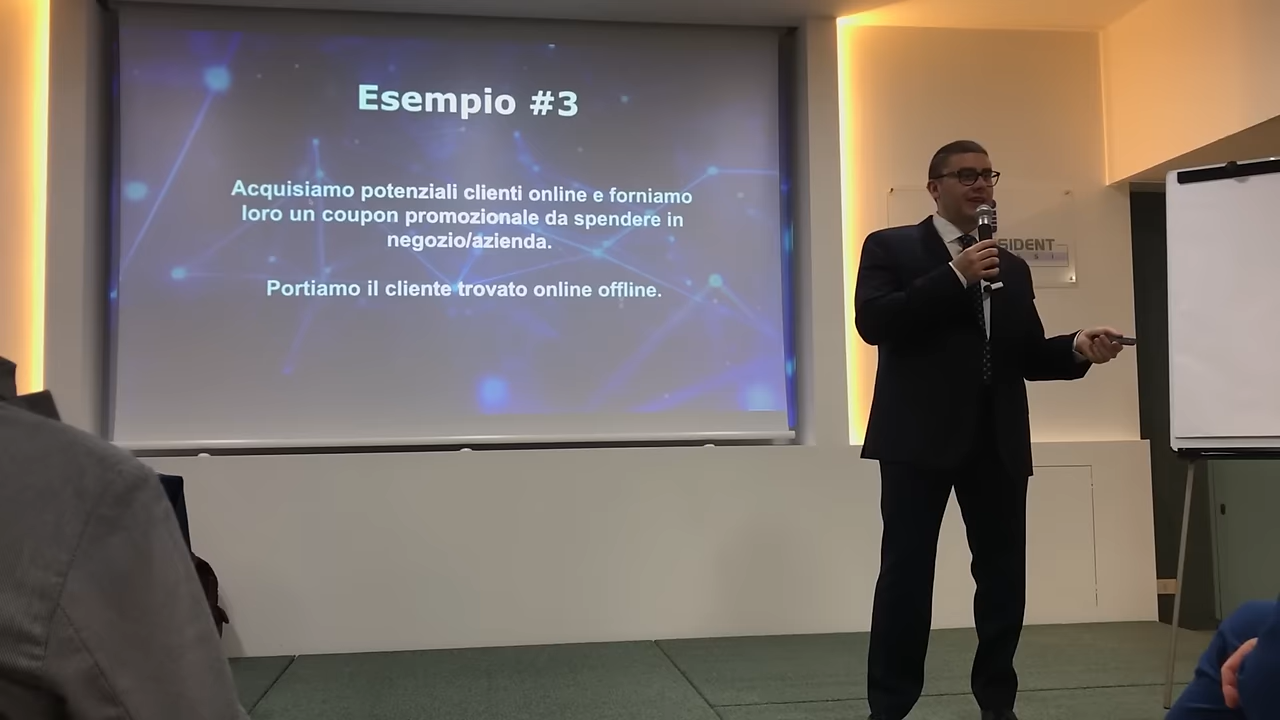 Esempio #3
Acquisiamo potenziali clienti online e forniamo
loro un coupon promozionale da spendere in
negozio/azienda.
Portiamo il cliente trovato online offline.
SIDENT